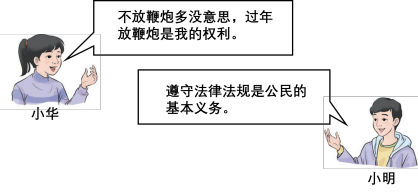 不放鞭炮多没意思，过年
放鞭炮是我的权利。
小华
遵守法律法规是公民的
基本义务。
小明